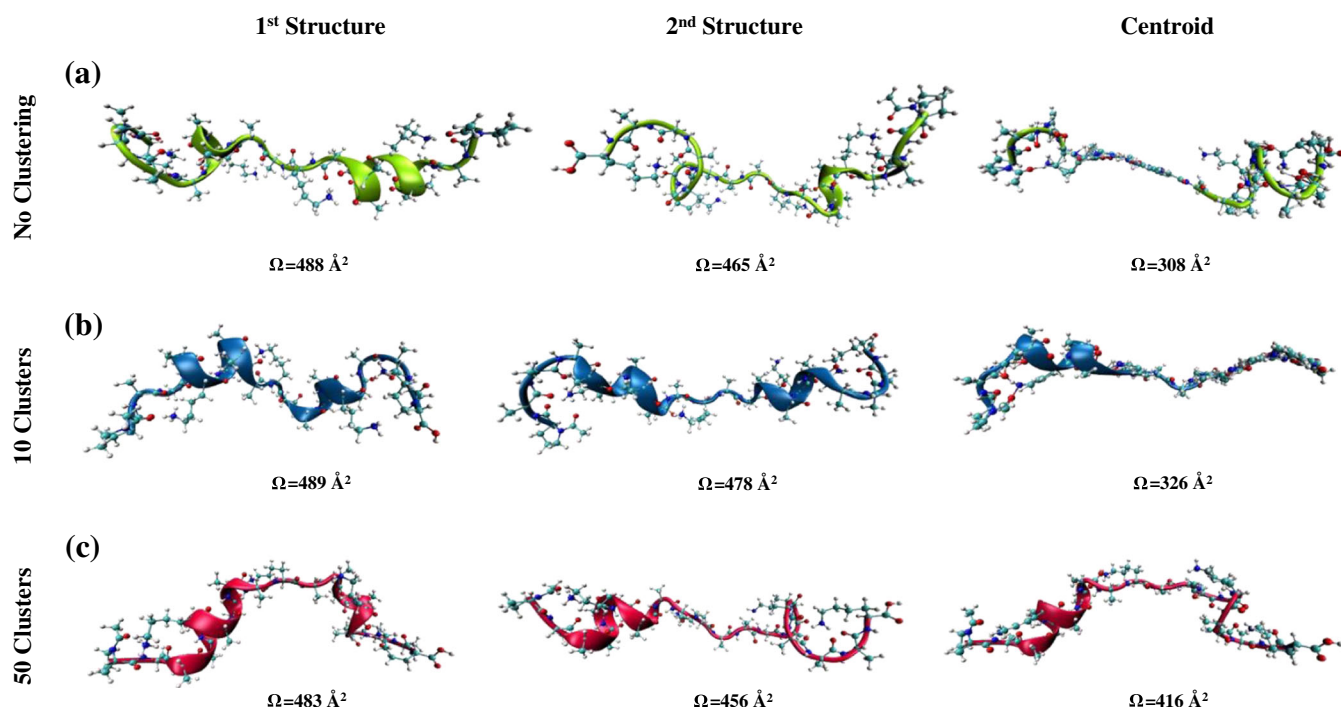 1st Structure 2nd Structure Centroid
(a)
No Clustering
Ω=488 Å² Ω=465 Å² Ω=308 Å²
(b)
10 Clusters
Ω=489 Å² Ω=478 Å² Ω=326 Å²
(c)
50 Clusters
Ω=483 Å² Ω=456 Å² Ω=416 Å²